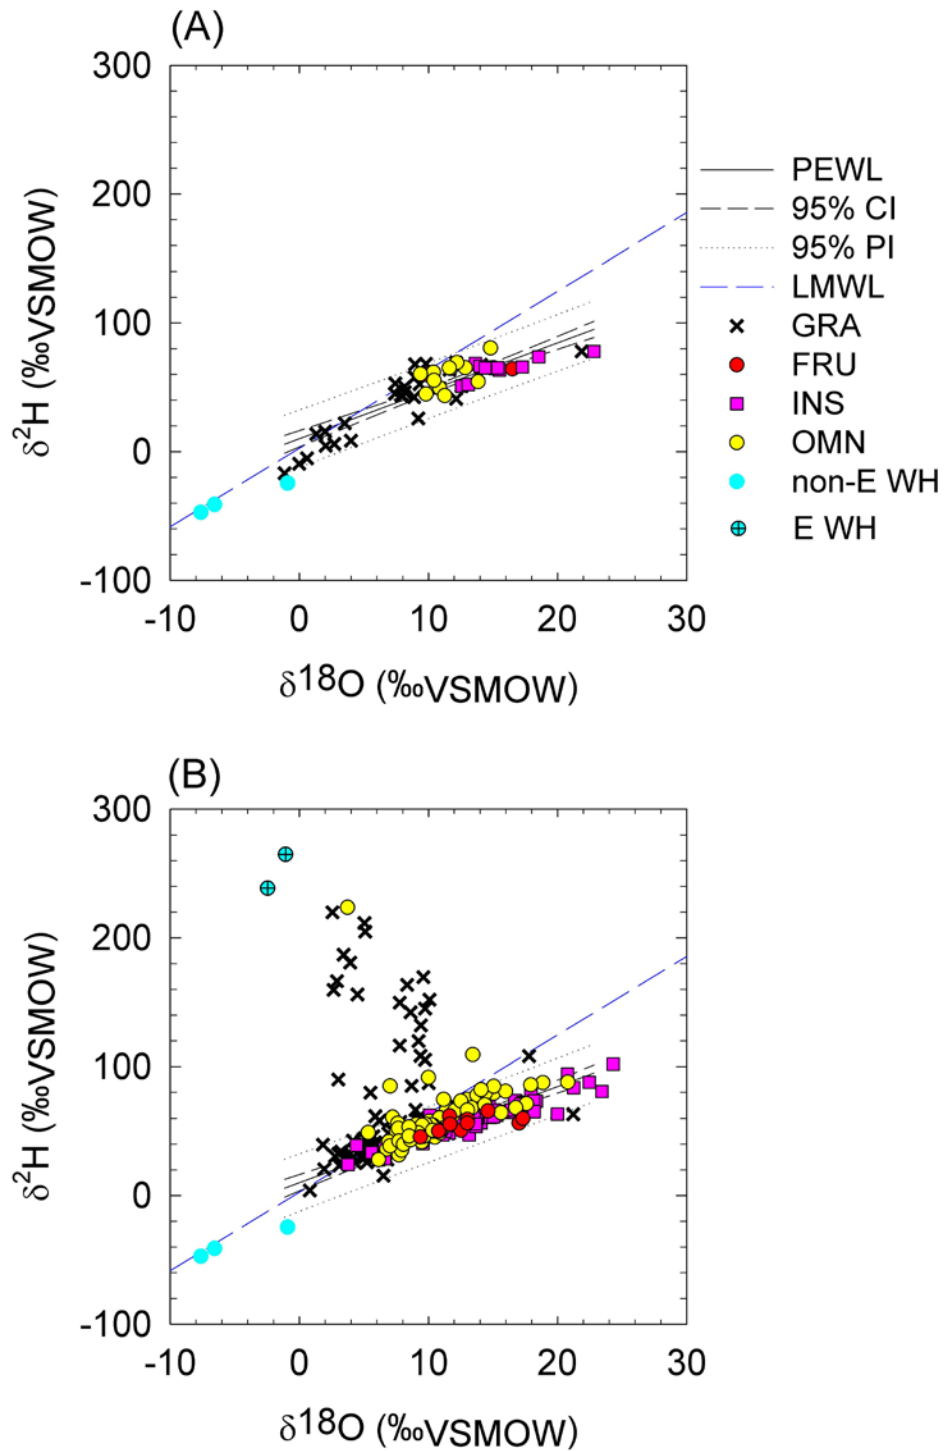 (A)
300
200
100
0
-100
δ²H (‰VSMOW)
-10 0 10 20 30
δ¹⁸O (‰VSMOW)
PEWL
95% CI
95% PI
LMWL
GRA
FRU
INS
OMN
non-E WH
E WH
(B)
300
200
100
0
-100
δ²H (‰VSMOW)
-10 0 10 20 30
δ¹⁸O (‰VSMOW)